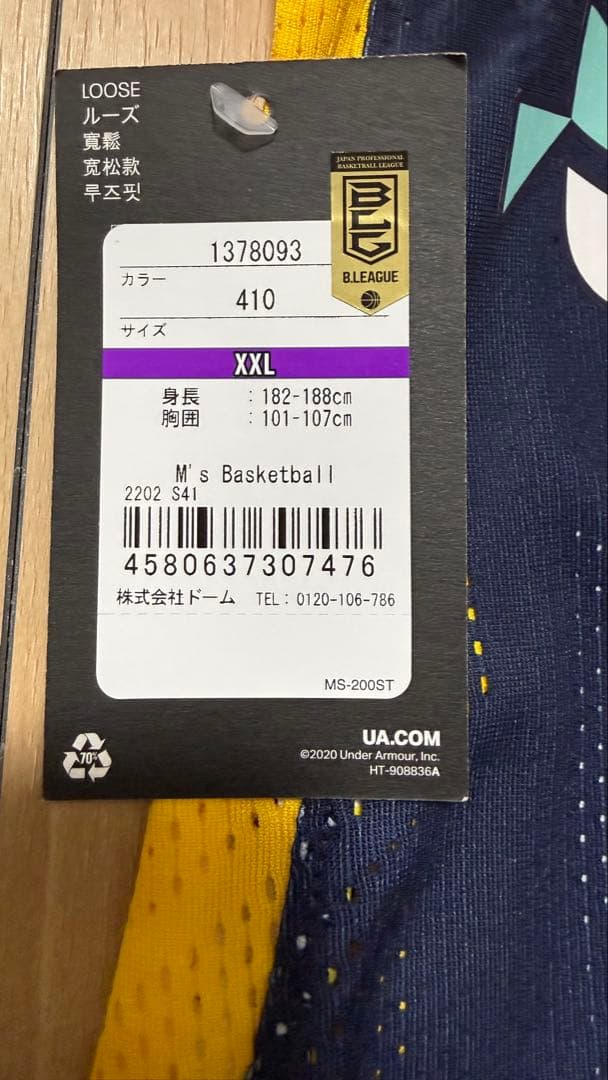 LOOSE
ルーズ
寬鬆
宽松款
루즈핏
JAPAN PROFESSIONAL
BASKETBALL LEAGUE
BLG
B.LEAGUE
1378093
カラー
410
サイズ
XXL
身長 : 182-188cm
胸囲 : 101-107cm
M's Basketball
2202 S41
4580637307476
株式会社ドーム TEL: 0120-106-786
MS-200ST
70%
UA.COM
©2020 Under Armour, Inc.
HT-908836A